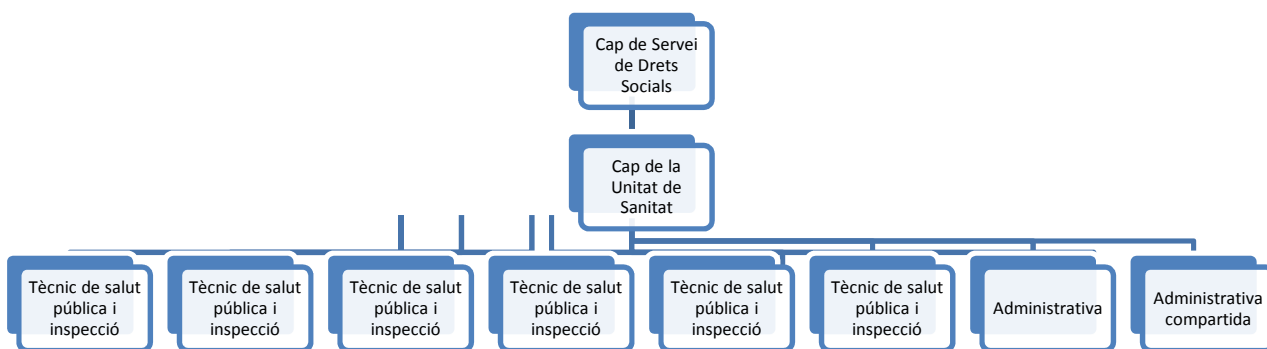 Cap de Servei
de Drets
Socials
Cap de la
Unitat de
Sanitat
Tècnic de salut
pública i
inspecció
Tècnic de salut
pública i
inspecció
Tècnic de salut
pública i
inspecció
Tècnic de salut
pública i
inspecció
Tècnic de salut
pública i
inspecció
Tècnic de salut
pública i
inspecció
Administrativa
Administrativa
compartida